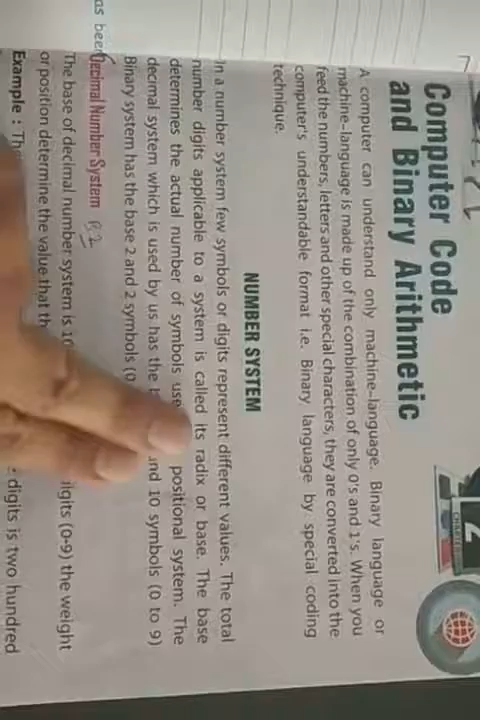 CHAPTER
2
Computer Code
and Binary Arithmetic
A computer can understand only machine-language. Binary language or
machine-language is made up of the combination of only 0's and 1's. When you
feed the numbers, letters and other special characters, they are converted into the
computer's understandable format i.e. Binary language by special coding
technique.
NUMBER SYSTEM
In a number system few symbols or digits represent different values. The total
number digits applicable to a system is called its radix or base. The base
determines the actual number of symbols use positional system. The
decimal system which is used by us has the and 10 symbols (0 to 9)
Binary system has the base 2 and 2 symbols (0
Decimal Number System P.2
The base of decimal number system is 10 digits (0-9) the weight
or position determine the value that th
Example : Th digits is two hundred
as been